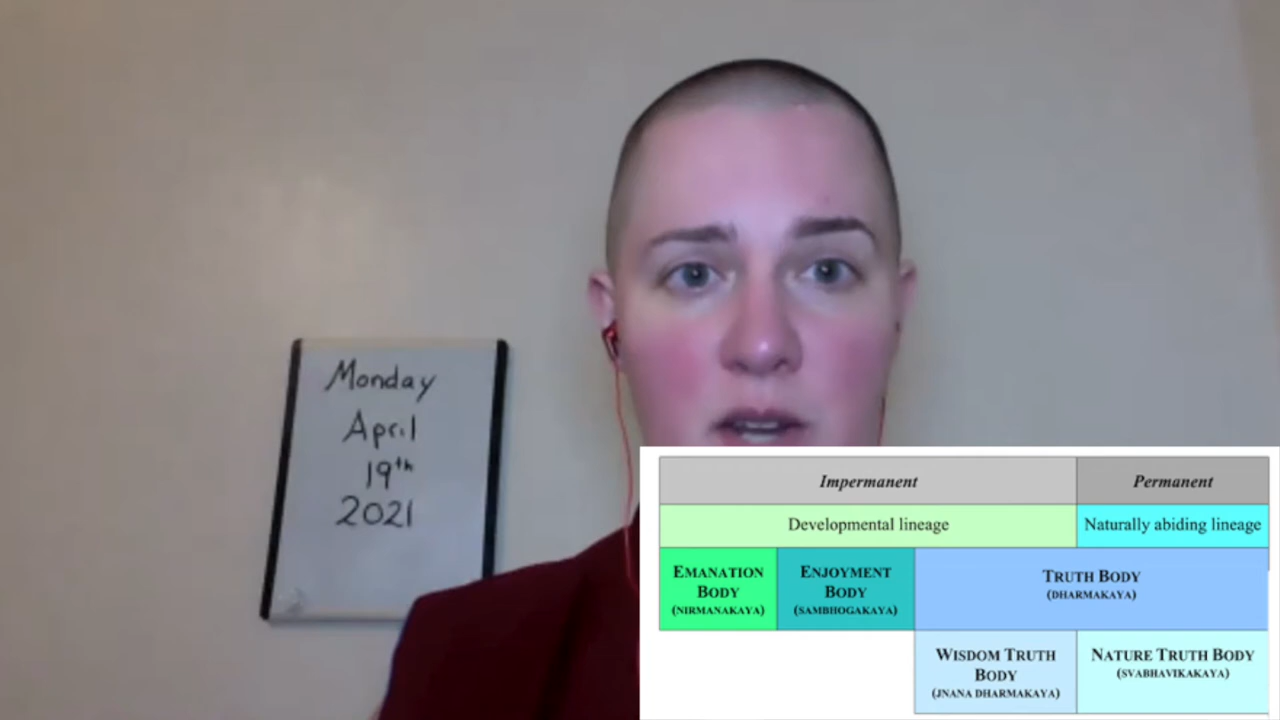 Monday
April
19th
2021
Impermanent
Permanent
Developmental lineage
Naturally abiding lineage
EMANATION
BODY
(NIRMANAKAYA)
ENJOYMENT
BODY
(SAMBHOGAKAYA)
TRUTH BODY
(DHARMAKAYA)
WISDOM TRUTH
BODY
(JNANA DHARMAKAYA)
NATURE TRUTH BODY
(SVABHAVIKAKAYA)